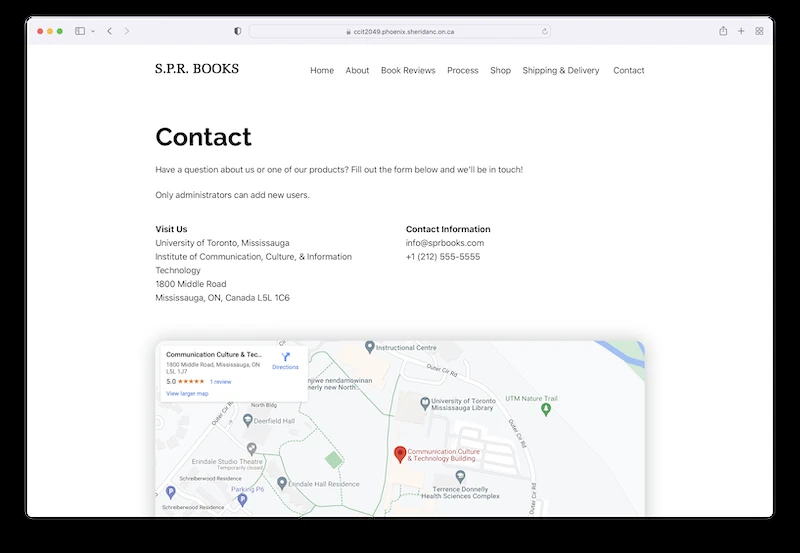 ccit2049.phoenix.sheridanc.on.ca
S.P.R. BOOKS
Home About Book Reviews Process Shop Shipping & Delivery Contact
Contact
Have a question about us or one of our products? Fill out the form below and we'll be in touch!
Only administrators can add new users.
Visit Us
University of Toronto, Mississauga
Institute of Communication, Culture, & Information
Technology
1800 Middle Road
Mississauga, ON, Canada L5L 1C6
Contact Information
info@sprbooks.com
+1 (212) 555-5555
Communication Culture & Tec...
1800 Middle Road, Mississauga, ON
L5L 1J7
Directions
5.0 1 review
View larger map
Instructional Centre
Outer Cir Rd
njiwe nendamowinan
nerly new North...
North Bldg
Outer Cir Rd
Deerfield Hall
University of Toronto
Mississauga Library
UTM Nature Trail
Outer Cir Rd
Erindale Studio Theatre
Temporarily closed
Communication Culture
& Technology Building
Schreiberwood Residence
Parking P6
Erindale Hall Residence
Terrence Donnelly
Health Sciences Complex
Schreiberwood Residence
Outer Cir Rd